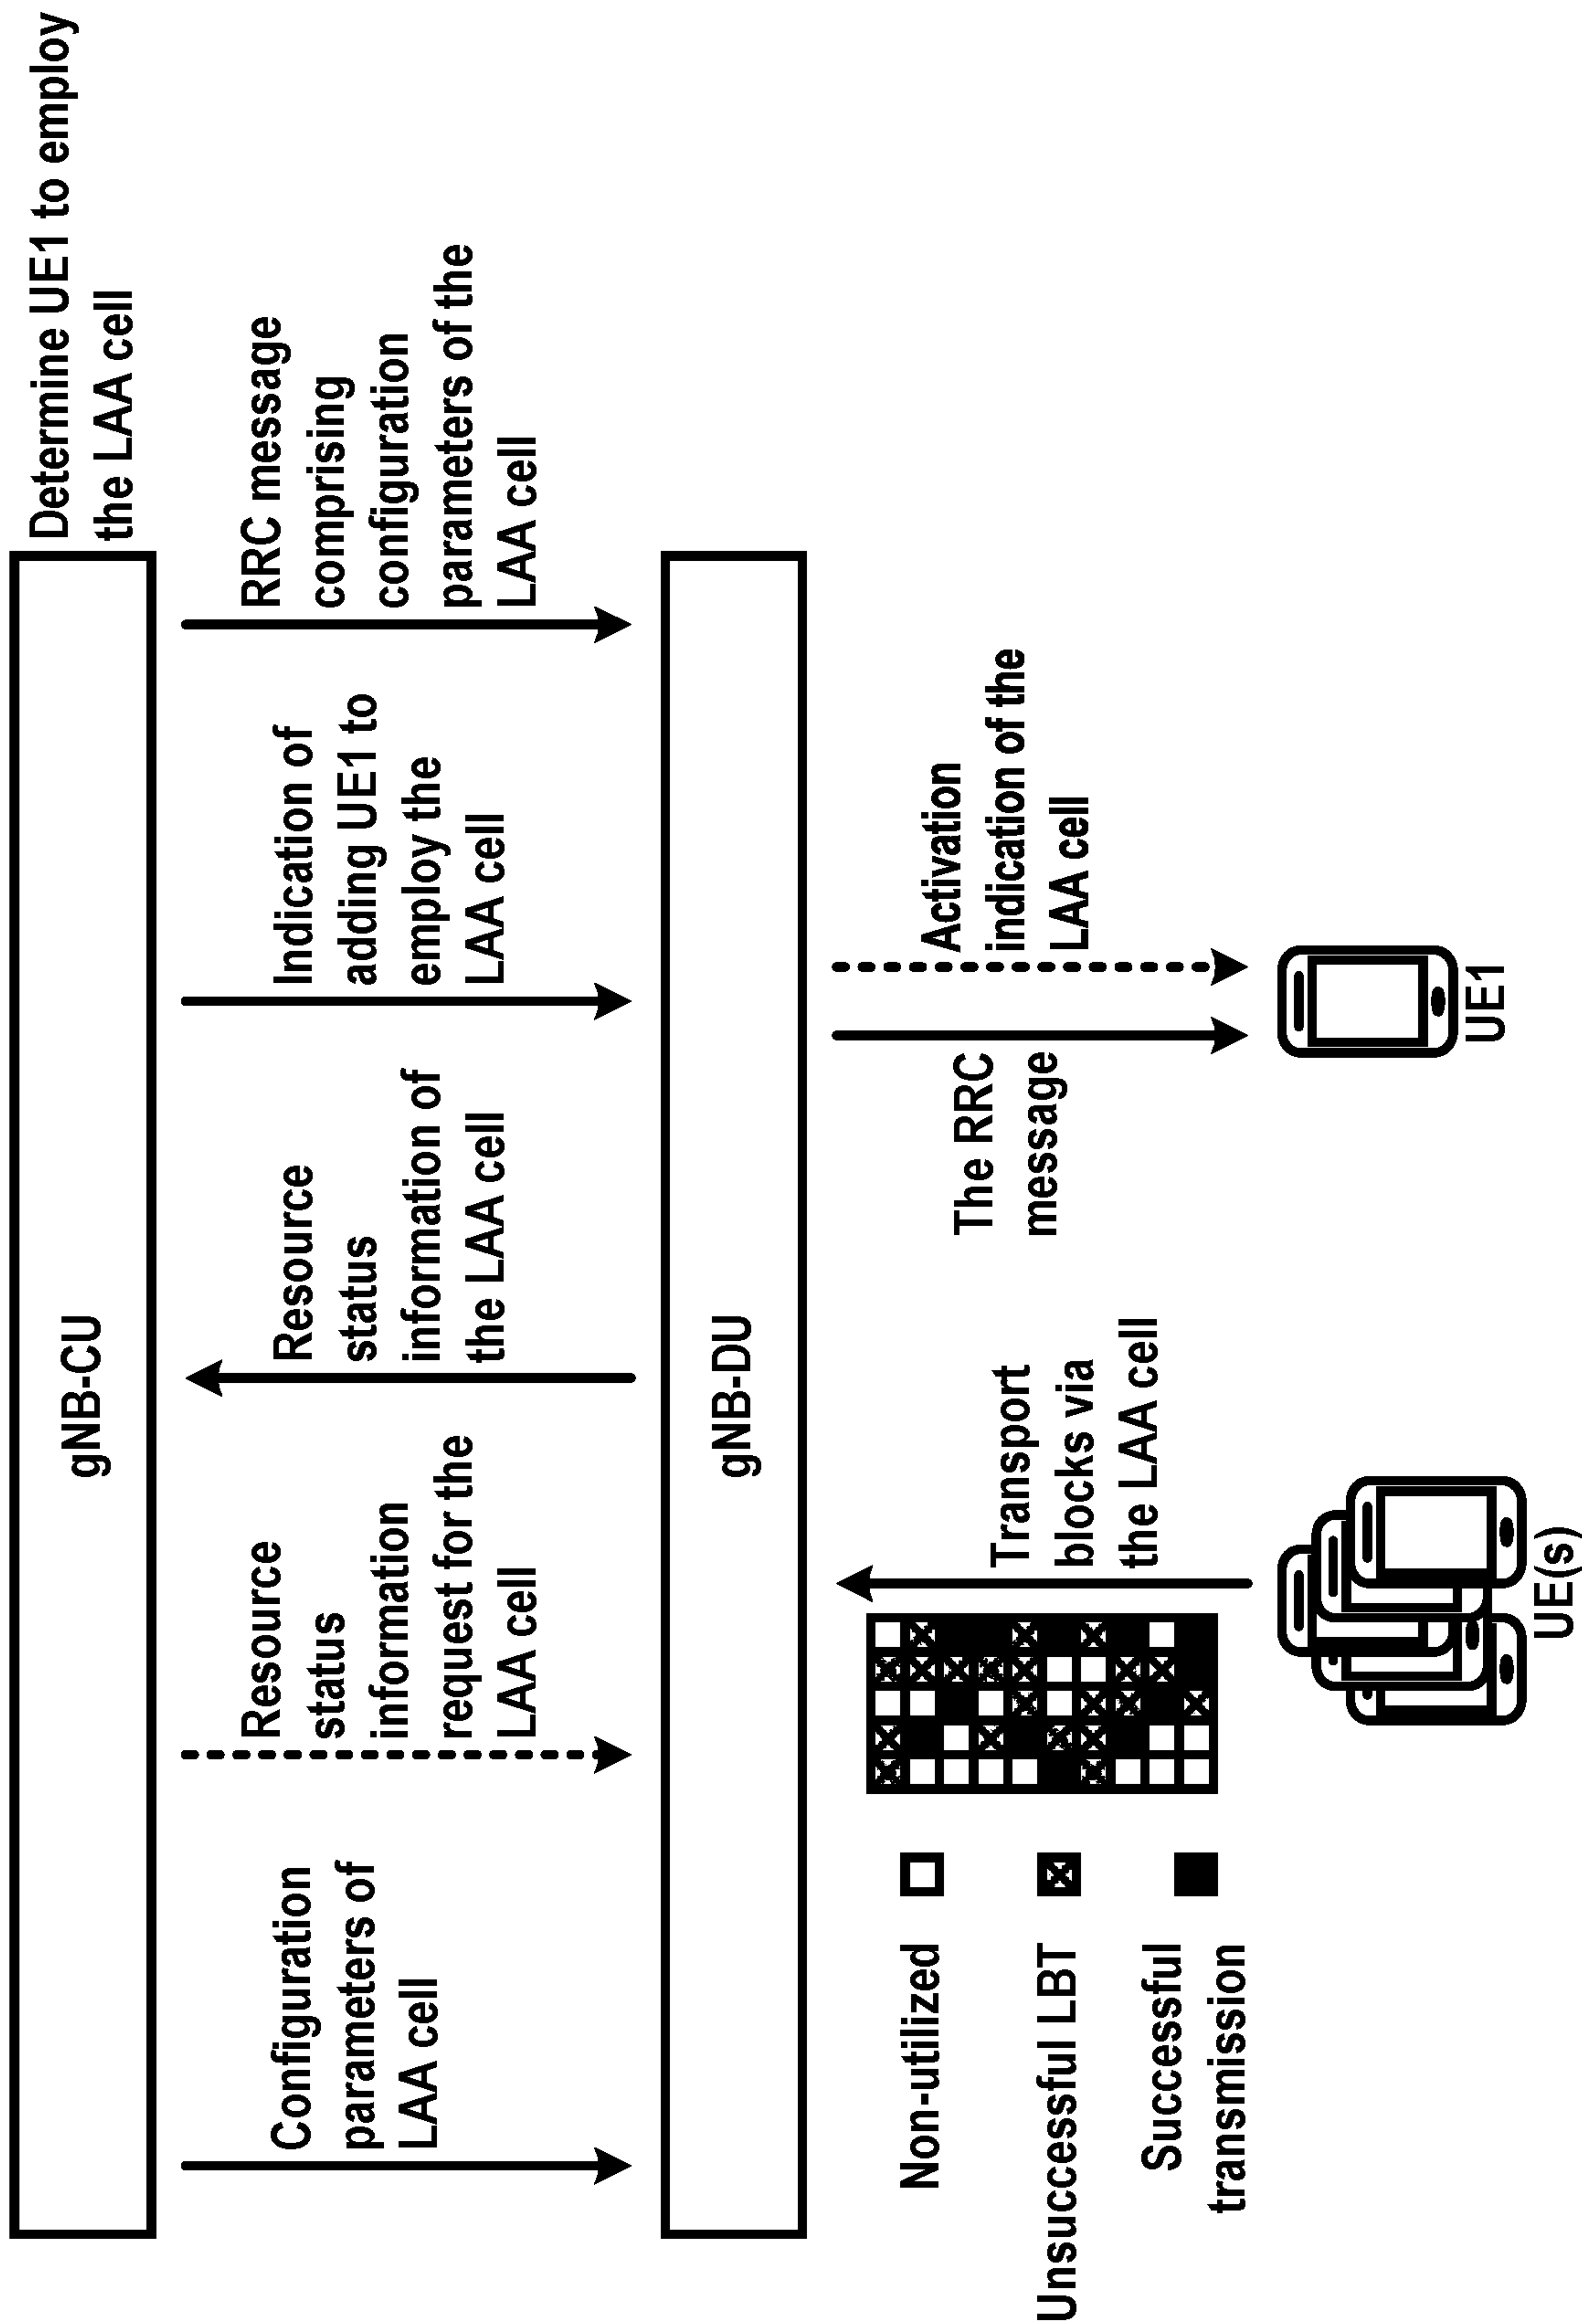 gNB-CU
Determine UE1 to employ
the LAA cell
Configuration
parameters of
LAA cell
Resource
status
information
request for the
LAA cell
Resource
status
information of
the LAA cell
Indication of
adding UE1 to
employ the
LAA cell
RRC message
comprising
configuration
parameters of the
LAA cell
gNB-DU
Non-utilized
Unsuccessful LBT
Successful
transmission
Transport
blocks via
the LAA cell
The RRC
message
Activation
indication of the
LAA cell
UE(s)
UE1